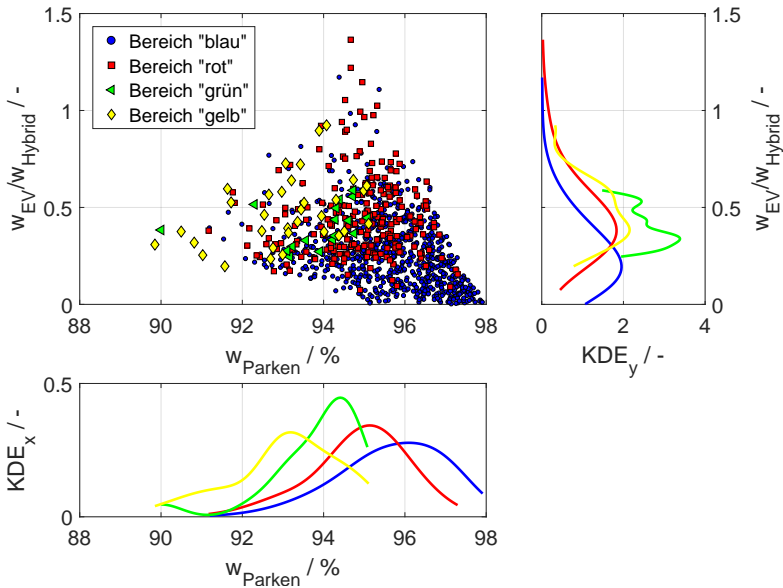 1.5
1
0.5
0
w_EV/w_Hybrid / -
Bereich "blau"
Bereich "rot"
Bereich "grün"
Bereich "gelb"
88 90 92 94 96 98
w_Parken / %
1.5
1
0.5
0
w_EV/w_Hybrid / -
0 2 4
KDE_y / -
0.5
0
KDE_x / -
88 90 92 94 96 98
w_Parken / %